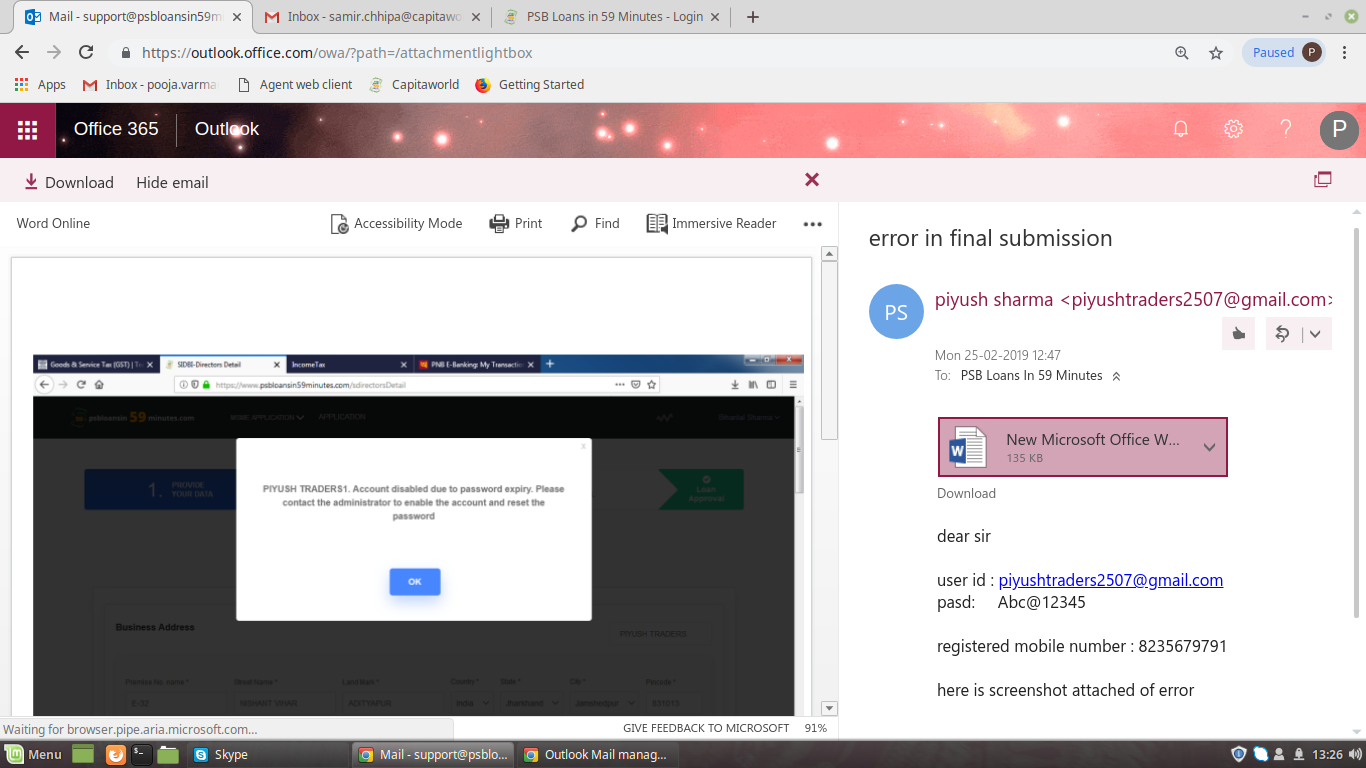 Mail - support@psbloansin59m
Inbox - samir.chhipa@capitawo
PSB Loans in 59 Minutes - Login
https://outlook.office.com/owa/?path=/attachmentlightbox
Paused
P
Apps
Inbox - pooja.varma
Agent web client
Capitaworld
Getting Started
Office 365
Outlook
P
Download
Hide email
Word Online
Accessibility Mode
Print
Find
Immersive Reader
error in final submission
PS
piyush sharma <piyushtraders2507@gmail.com>
Mon 25-02-2019 12:47
To: PSB Loans In 59 Minutes
New Microsoft Office W...
135 KB
Download
dear sir
user id : piyushtraders2507@gmail.com
pasd: Abc@12345
registered mobile number : 8235679791
here is screenshot attached of error
Goods & Service Tax (GST) | T
SIDBI-Directors Detail
IncomeTax
PNB E-Banking: My Transacti
https://www.psbloansin59minutes.com/sdirectorsDetail
psbloansin 59 minutes.com
MSME APPLICATION
APPLICATION
1. PROVIDE
YOUR DATA
Loan
Approval
x
PIYUSH TRADERS1. Account disabled due to password expiry. Please
contact the administrator to enable the account and reset the
password
OK
Business Address
PIYUSH TRADERS
Premise No. name*
Street Name*
Land Mark*
Country*
State*
City*
Pincode*
E-32
NISHANT VIHAR
ADITYAPUR
India
Jharkhand
Jamshedpur
GIVE FEEDBACK TO MICROSOFT
91%
Waiting for browser.pipe.aria.microsoft.com...
Menu
Skype
Mail - support@psblo...
Outlook Mail manag...
13:26